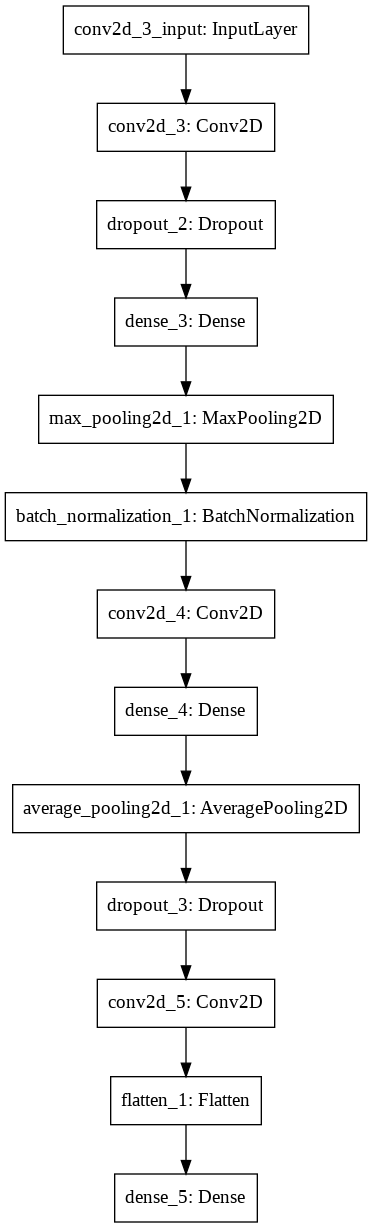 conv2d_3_input: InputLayer
conv2d_3: Conv2D
dropout_2: Dropout
dense_3: Dense
max_pooling2d_1: MaxPooling2D
batch_normalization_1: BatchNormalization
conv2d_4: Conv2D
dense_4: Dense
average_pooling2d_1: AveragePooling2D
dropout_3: Dropout
conv2d_5: Conv2D
flatten_1: Flatten
dense_5: Dense